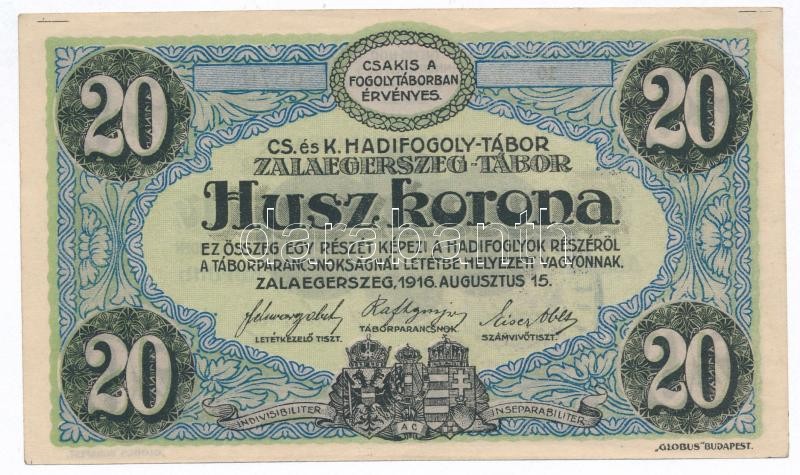 CSAKIS A
FOGOLYTÁBORBAN
ÉRVÉNYES.
20
20
CS. és K. HADIFOGOLY-TÁBOR
ZALAEGERSZEG-TÁBOR
Husz korona
darabanth
EZ ÖSSZEG EGY RÉSZÉT KÉPEZI A HADIFOGLYOK RÉSZÉRŐL
A TÁBORPARANCSNOKSÁGNÁL LETÉTBE HELYEZETT VAGYONNAK.
ZALAEGERSZEG, 1916. AUGUSZTUS 15.
LETÉTKEZELŐ TISZT.
TÁBORPARANCSNOK
SZÁMVIVŐTISZT.
20
20
INDIVISIBILITER
AC
INSEPARABILITER
„GLOBUS" BUDAPEST.